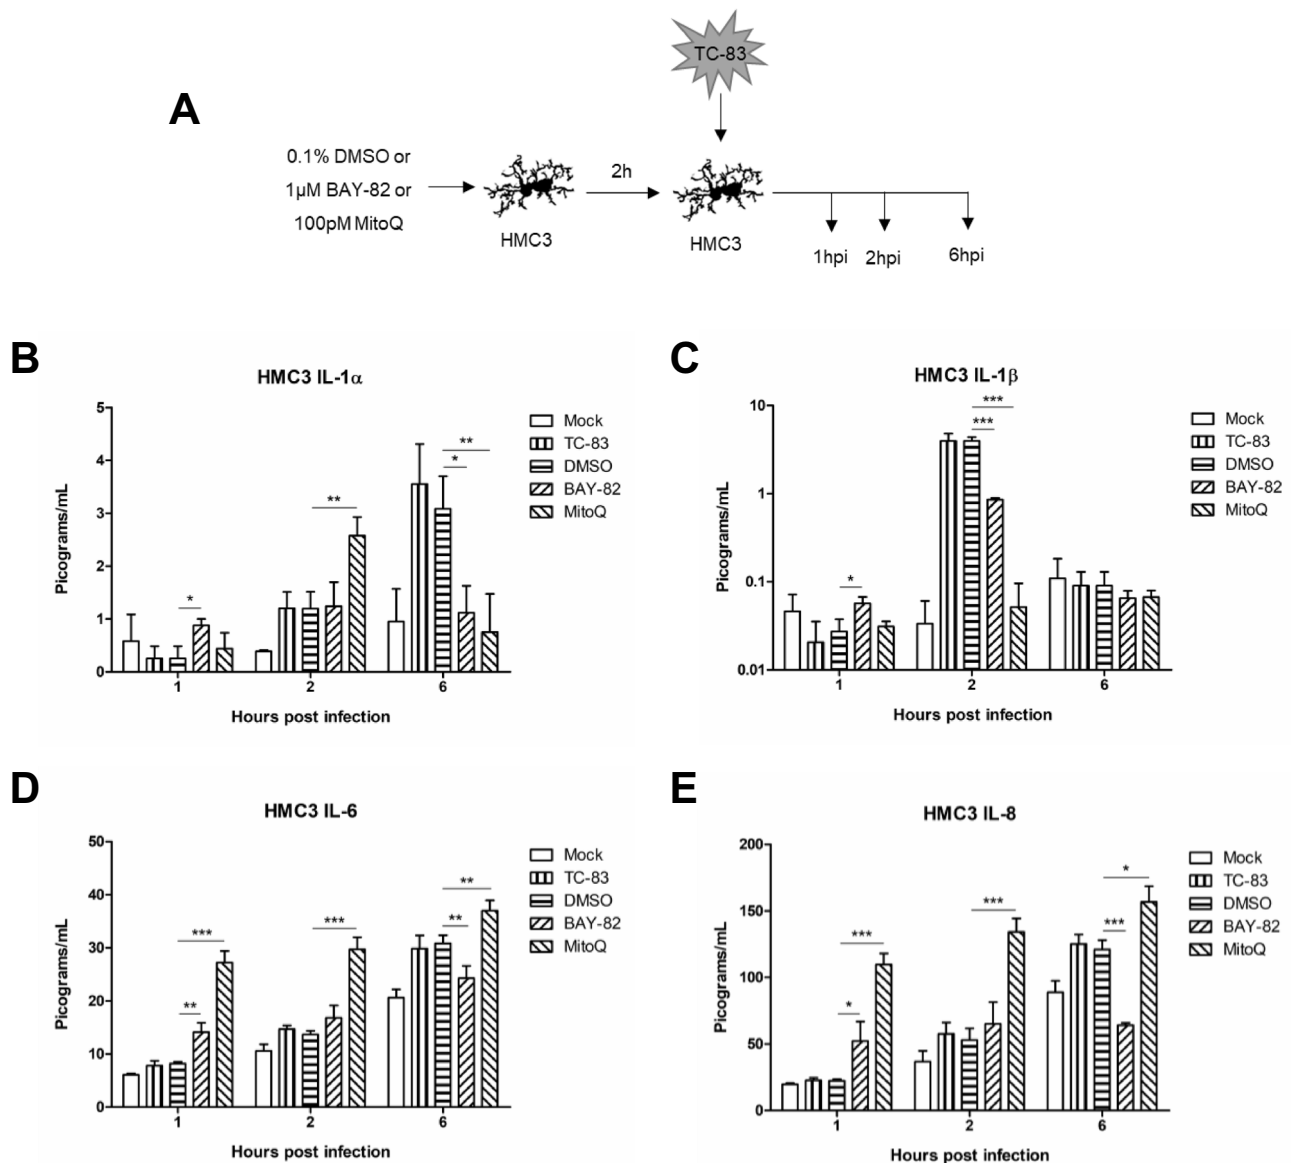 A
TC-83
0.1% DMSO or
1µM BAY-82 or
100pM MitoQ
2h
HMC3
HMC3
1hpi 2hpi 6hpi
B
HMC3 IL-1α
Picograms/mL
5
4
3
2
1
0
** 
*
**
*
1 2 6
Hours post infection
Mock
TC-83
DMSO
BAY-82
MitoQ
C
HMC3 IL-1β
Picograms/mL
10
1
0.1
0.01
***
***
*
1 2 6
Hours post infection
Mock
TC-83
DMSO
BAY-82
MitoQ
D
HMC3 IL-6
Picograms/mL
50
40
30
20
10
0
***
**
***
**
**
1 2 6
Hours post infection
Mock
TC-83
DMSO
BAY-82
MitoQ
E
HMC3 IL-8
Picograms/mL
200
150
100
50
0
***
*
***
*
***
1 2 6
Hours post infection
Mock
TC-83
DMSO
BAY-82
MitoQ